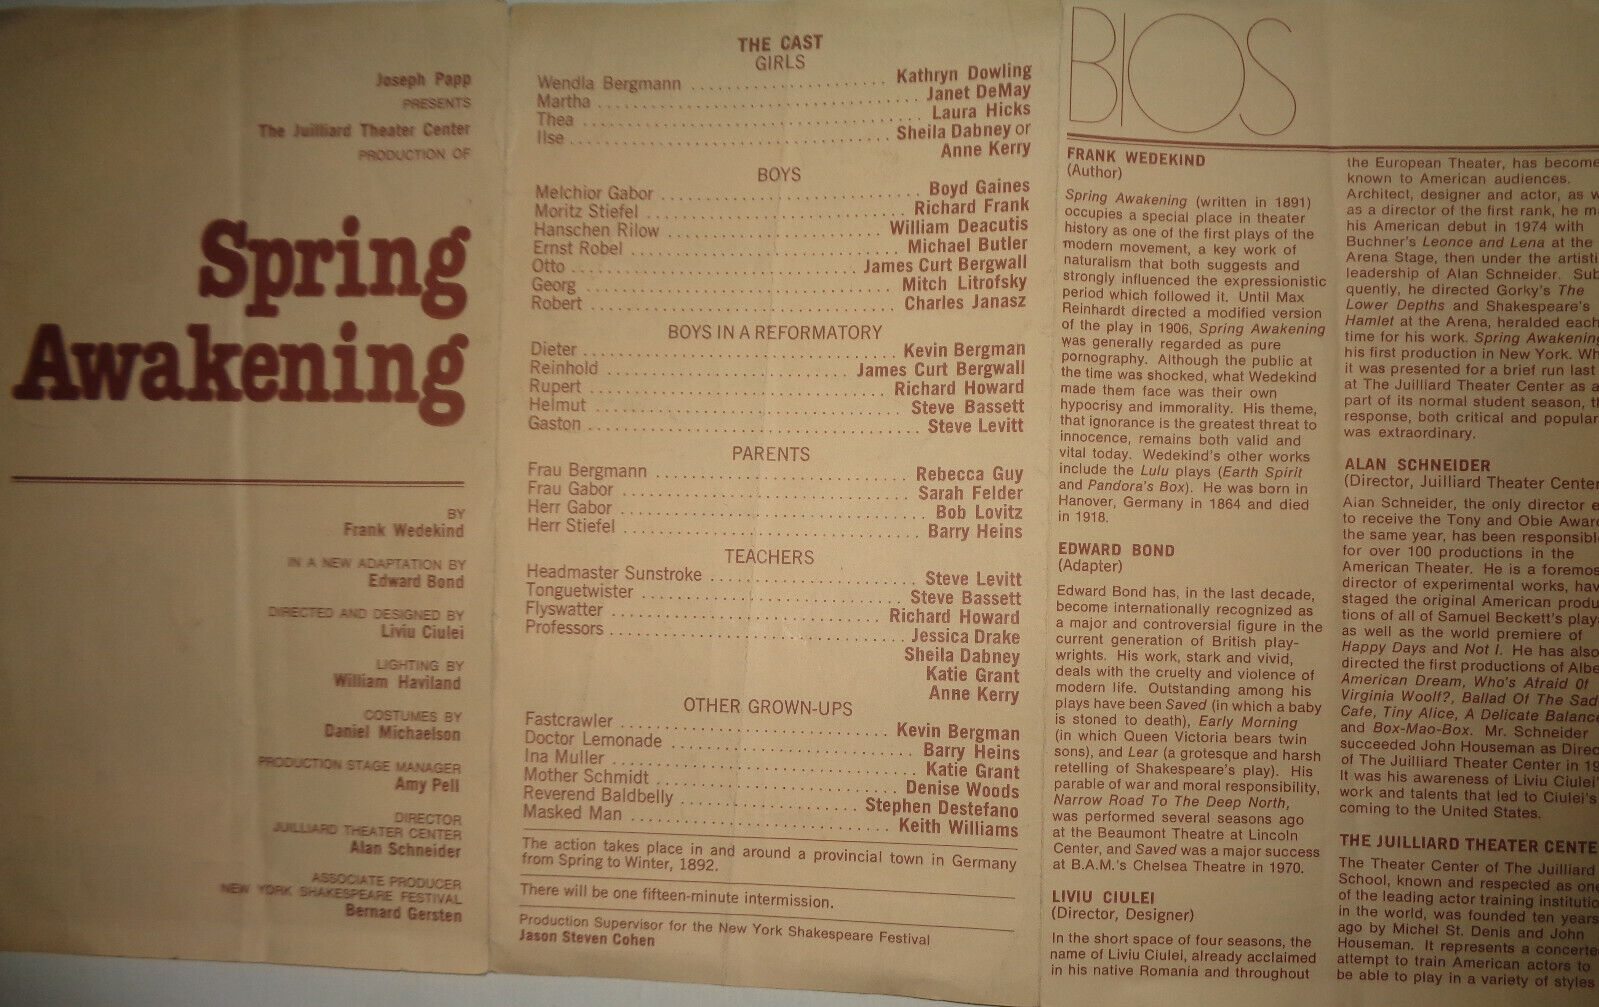 Joseph Papp
PRESENTS
The Juilliard Theater Center
PRODUCTION OF
Spring
Awakening
BY
Frank Wedekind
IN A NEW ADAPTATION BY
Edward Bond
DIRECTED AND DESIGNED BY
Liviu Ciulei
LIGHTING BY
William Haviland
COSTUMES BY
Daniel Michaelson
PRODUCTION STAGE MANAGER
Amy Pell
DIRECTOR
JUILLIARD THEATER CENTER
Alan Schneider
ASSOCIATE PRODUCER
NEW YORK SHAKESPEARE FESTIVAL
Bernard Gersten
THE CAST
GIRLS
Wendla Bergmann ........................ Kathryn Dowling
Martha ........................ Janet DeMay
Thea ........................ Laura Hicks
Ilse ........................ Sheila Dabney or
Anne Kerry
BOYS
Melchior Gabor ........................ Boyd Gaines
Moritz Stiefel ........................ Richard Frank
Hanschen Rilow ........................ William Deacutis
Ernst Robel ........................ Michael Butler
Otto ........................ James Curt Bergwall
Georg ........................ Mitch Litrofsky
Robert ........................ Charles Janasz
BOYS IN A REFORMATORY
Dieter ........................ Kevin Bergman
Reinhold ........................ James Curt Bergwall
Rupert ........................ Richard Howard
Helmut ........................ Steve Bassett
Gaston ........................ Steve Levitt
PARENTS
Frau Bergmann ........................ Rebecca Guy
Frau Gabor ........................ Sarah Felder
Herr Gabor ........................ Bob Lovitz
Herr Stiefel ........................ Barry Heins
TEACHERS
Headmaster Sunstroke ........................ Steve Levitt
Tonguetwister ........................ Steve Bassett
Flyswatter ........................ Richard Howard
Professors ........................ Jessica Drake
Sheila Dabney
Katie Grant
Anne Kerry
OTHER GROWN-UPS
Fastcrawler ........................ Kevin Bergman
Doctor Lemonade ........................ Barry Heins
Ina Muller ........................ Katie Grant
Mother Schmidt ........................ Denise Woods
Reverend Baldbelly ........................ Stephen Destefano
Masked Man ........................ Keith Williams
The action takes place in and around a provincial town in Germany
from Spring to Winter, 1892.
There will be one fifteen-minute intermission.
Production Supervisor for the New York Shakespeare Festival
Jason Steven Cohen
BIOS
FRANK WEDEKIND
(Author)
Spring Awakening (written in 1891)
occupies a special place in theater
history as one of the first plays of the
modern movement, a key work of
naturalism that both suggests and
strongly influenced the expressionistic
period which followed it. Until Max
Reinhardt directed a modified version
of the play in 1906, Spring Awakening
was generally regarded as pure
pornography. Although the public at
the time was shocked, what Wedekind
made them face was their own
hypocrisy and immorality. His theme,
that ignorance is the greatest threat to
innocence, remains both valid and
vital today. Wedekind's other works
include the Lulu plays (Earth Spirit
and Pandora's Box). He was born in
Hanover, Germany in 1864 and died
in 1918.
EDWARD BOND
(Adapter)
Edward Bond has, in the last decade,
become internationally recognized as
a major and controversial figure in the
current generation of British play-
wrights. His work, stark and vivid,
deals with the cruelty and violence of
modern life. Outstanding among his
plays have been Saved (in which a baby
is stoned to death), Early Morning
(in which Queen Victoria bears twin
sons), and Lear (a grotesque and harsh
retelling of Shakespeare's play). His
parable of war and moral responsibility,
Narrow Road To The Deep North,
was performed several seasons ago
at the Beaumont Theatre at Lincoln
Center, and Saved was a major success
at B.A.M.'s Chelsea Theatre in 1970.
LIVIU CIULEI
(Director, Designer)
In the short space of four seasons, the
name of Liviu Ciulei, already acclaimed
in his native Romania and throughout
the European Theater, has become
known to American audiences.
Architect, designer and actor, as
as a director of the first rank, he
his American debut in 1974 with
Buchner's Leonce and Lena at the
Arena Stage, then under the
leadership of Alan Schneider.
quently, he directed Gorky's The
Lower Depths and Shakespeare's
Hamlet at the Arena, heralded each
time for his work. Spring Awakening
his first production in New York.
it was presented for a brief run last
at The Juilliard Theater Center as a
part of its normal student season,
response, both critical and popular
was extraordinary.
ALAN SCHNEIDER
(Director, Juilliard Theater Center
Alan Schneider, the only director
to receive the Tony and Obie
the same year, has been
for over 100 productions in the
American Theater. He is a
director of experimental works,
staged the original American
tions of all of Samuel Beckett's
as well as the world premiere of
Happy Days and Not I. He has also
directed the first productions of
American Dream, Who's Afraid Of
Virginia Woolf?, Ballad Of The Sad
Cafe, Tiny Alice, A Delicate Balance
and Box-Mao-Box. Mr. Schneider
succeeded John Houseman as
of The Juilliard Theater Center in
It was his awareness of Liviu Ciulei's
work and talents that led to Ciulei's
coming to the United States.
THE JUILLIARD THEATER CENTE
The Theater Center of The Juilliard
School, known and respected as one
of the leading actor training
in the world, was founded ten years
ago by Michel St. Denis and John
Houseman. It represents a
attempt to train American actors to
be able to play in a variety of styles